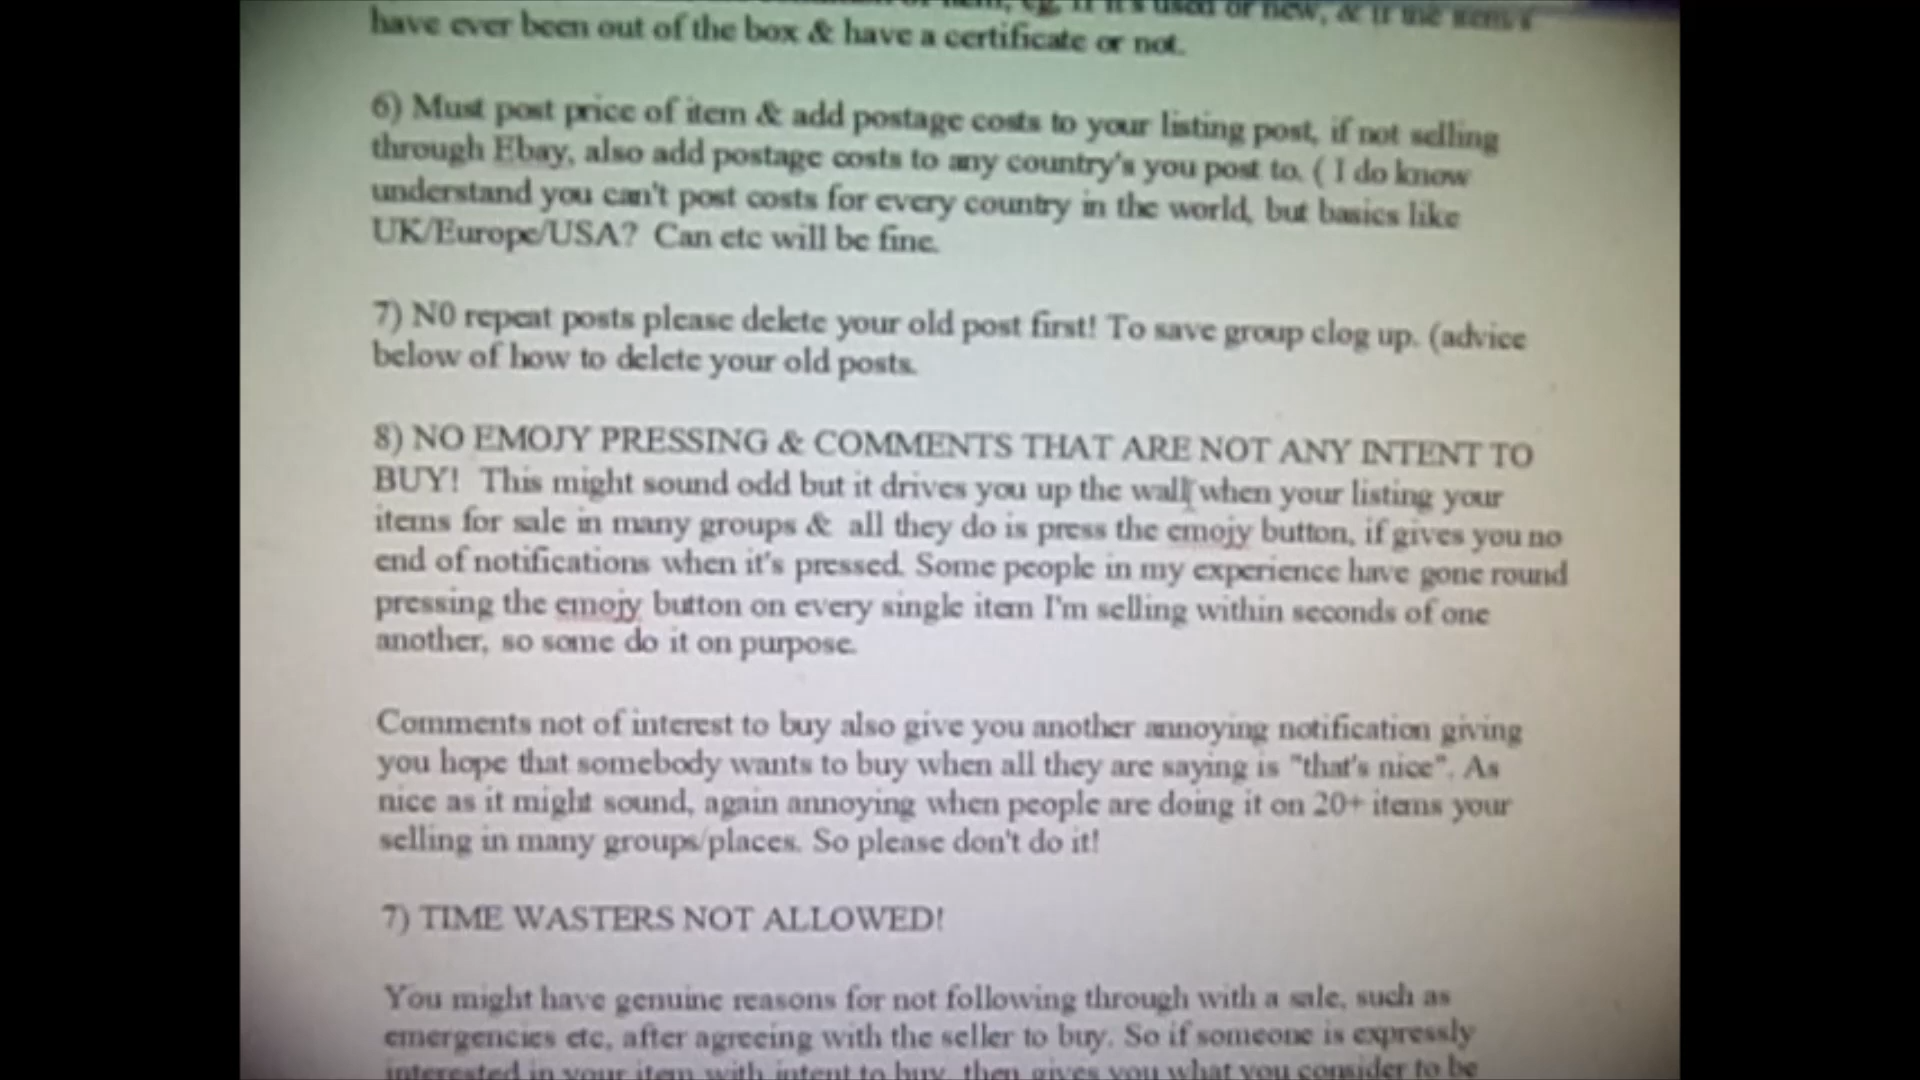 eg. If it's used or new, & if the item's
have ever been out of the box & have a certificate or not.
6) Must post price of item & add postage costs to your listing post, if not selling
through Ebay, also add postage costs to any country's you post to. ( I do know
understand you can't post costs for every country in the world, but basics like
UK/Europe/USA?  Can etc will be fine.
7) N0 repeat posts please delete your old post first! To save group clog up. (advice
below of how to delete your old posts.
8) NO EMOJY PRESSING & COMMENTS THAT ARE NOT ANY INTENT TO
BUY!  This might sound odd but it drives you up the wall when your listing your
items for sale in many groups &  all they do is press the emojy button, if gives you no
end of notifications when it's pressed. Some people in my experience have gone round
pressing the emojy button on every single item I'm selling within seconds of one
another, so some do it on purpose.
Comments not of interest to buy also give you another annoying notification giving
you hope that somebody wants to buy when all they are saying is "that's nice". As
nice as it might sound, again annoying when people are doing it on 20+ items your
selling in many groups/places. So please don't do it!
7) TIME WASTERS NOT ALLOWED!
You might have genuine reasons for not following through with a sale, such as
emergencies etc, after agreeing with the seller to buy. So if someone is expressly
interested in your item with intent to buy, then gives you what you consider to be